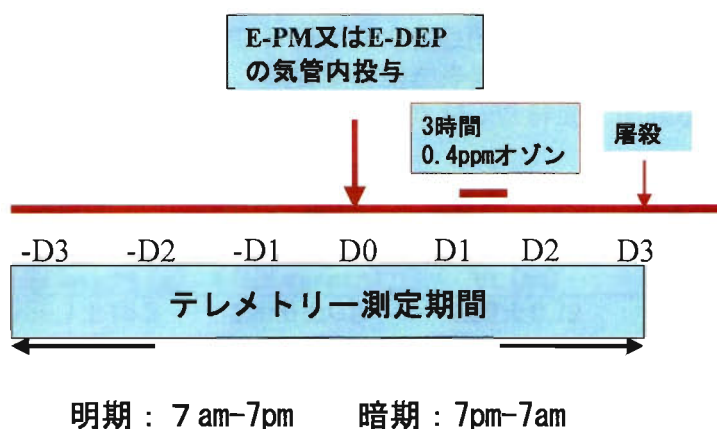 E-PM又はE-DEP
の気管内投与
3時間
0.4ppmオゾン
屠殺
-D3 -D2 -D1 D0 D1 D2 D3
テレメトリー測定期間
明期：７am-7pm 暗期：7pm-7am